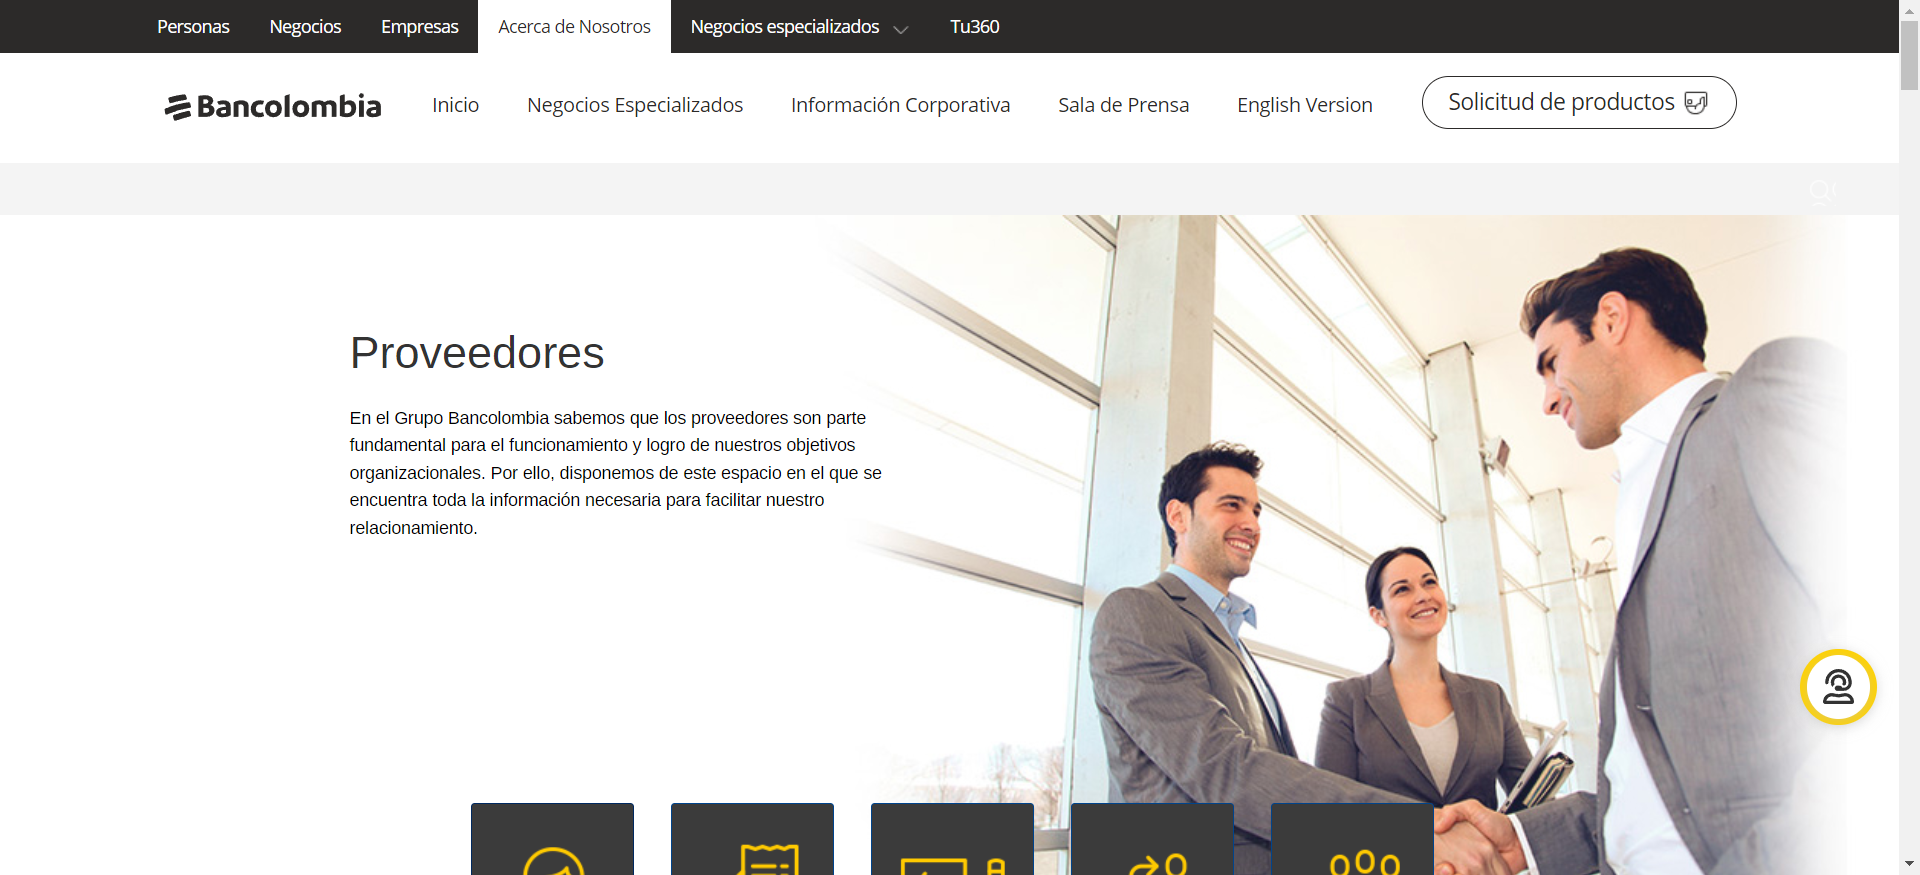 Personas Negocios Empresas Acerca de Nosotros Negocios especializados Tu360
Bancolombia Inicio Negocios Especializados Información Corporativa Sala de Prensa English Version Solicitud de productos
Proveedores
En el Grupo Bancolombia sabemos que los proveedores son parte
fundamental para el funcionamiento y logro de nuestros objetivos
organizacionales. Por ello, disponemos de este espacio en el que se
encuentra toda la información necesaria para facilitar nuestro
relacionamiento.